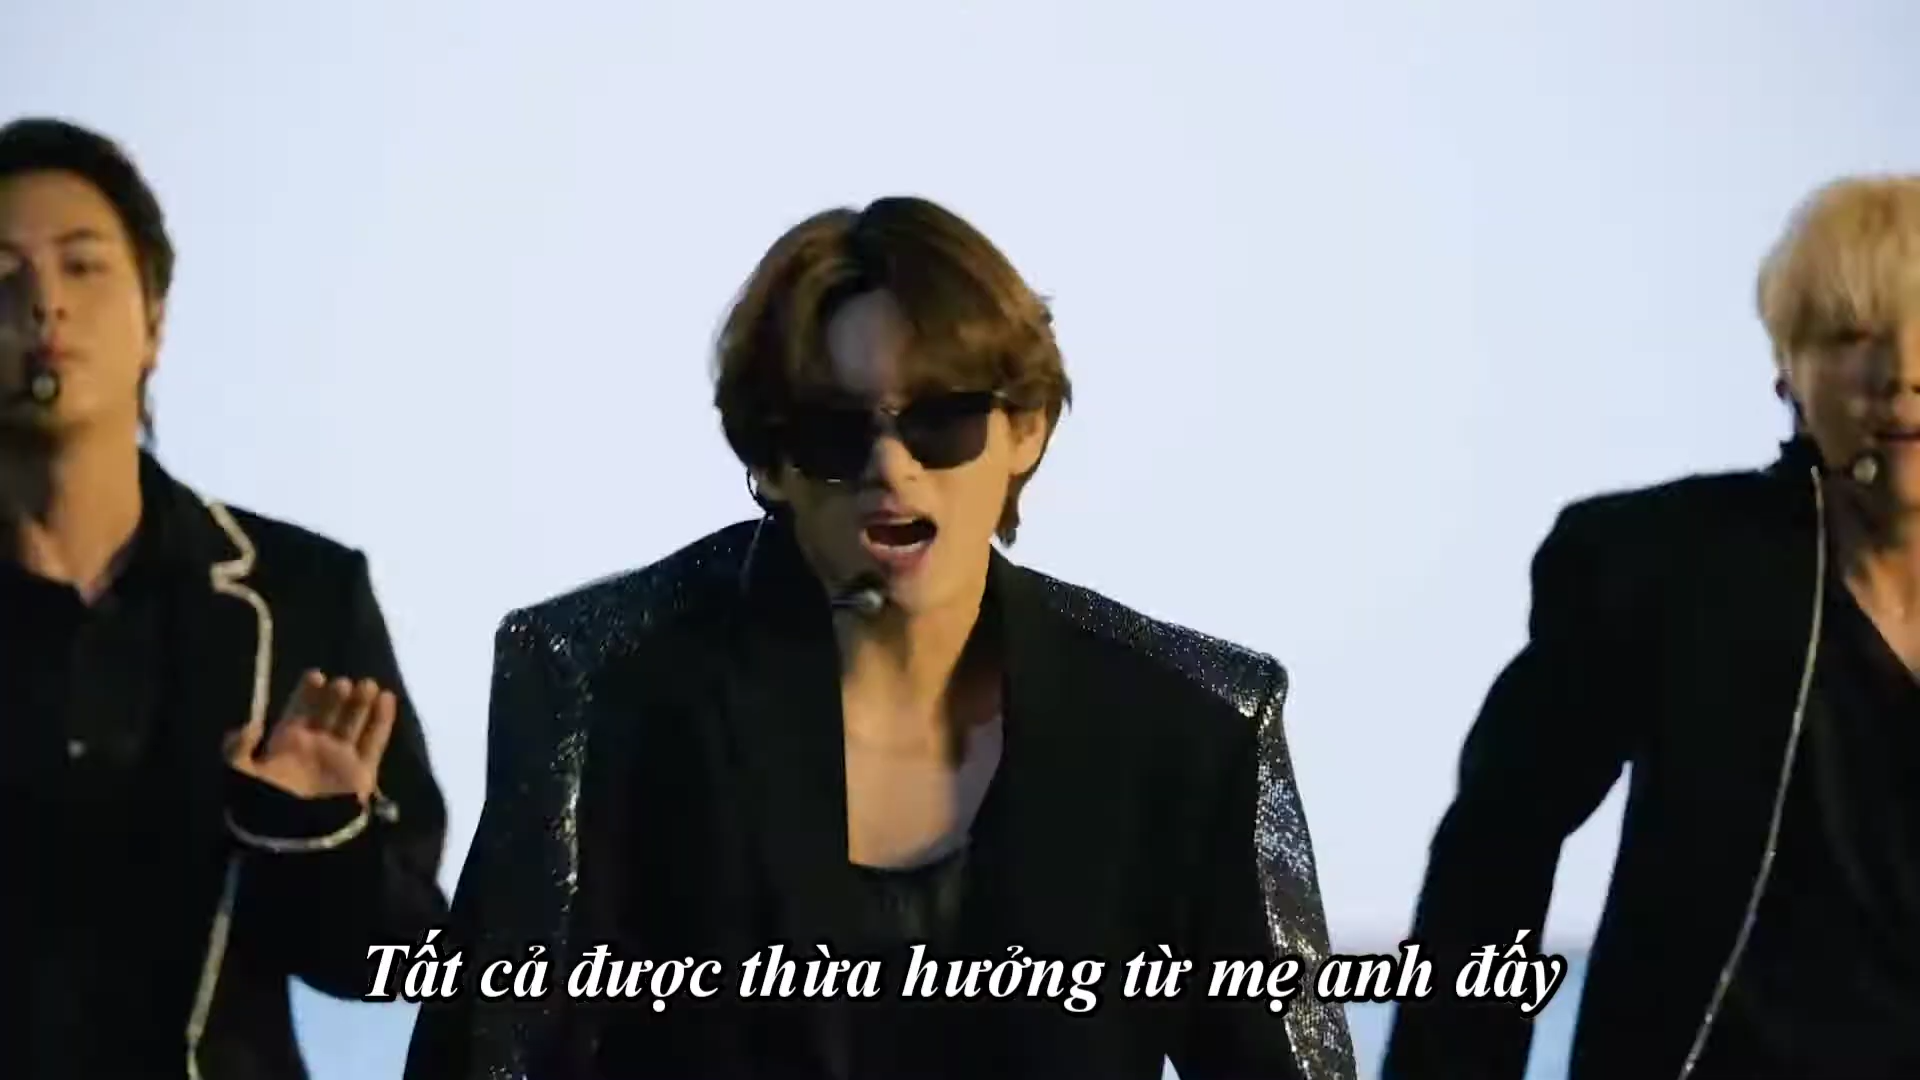 Tất cả được thừa hưởng từ mẹ anh đấy